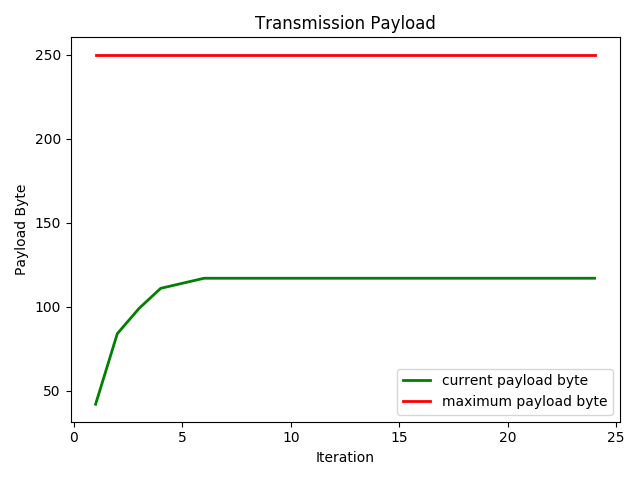 Transmission Payload
250
200
150
100
50
Payload Byte
0
5
10
15
20
25
Iteration
current payload byte
maximum payload byte